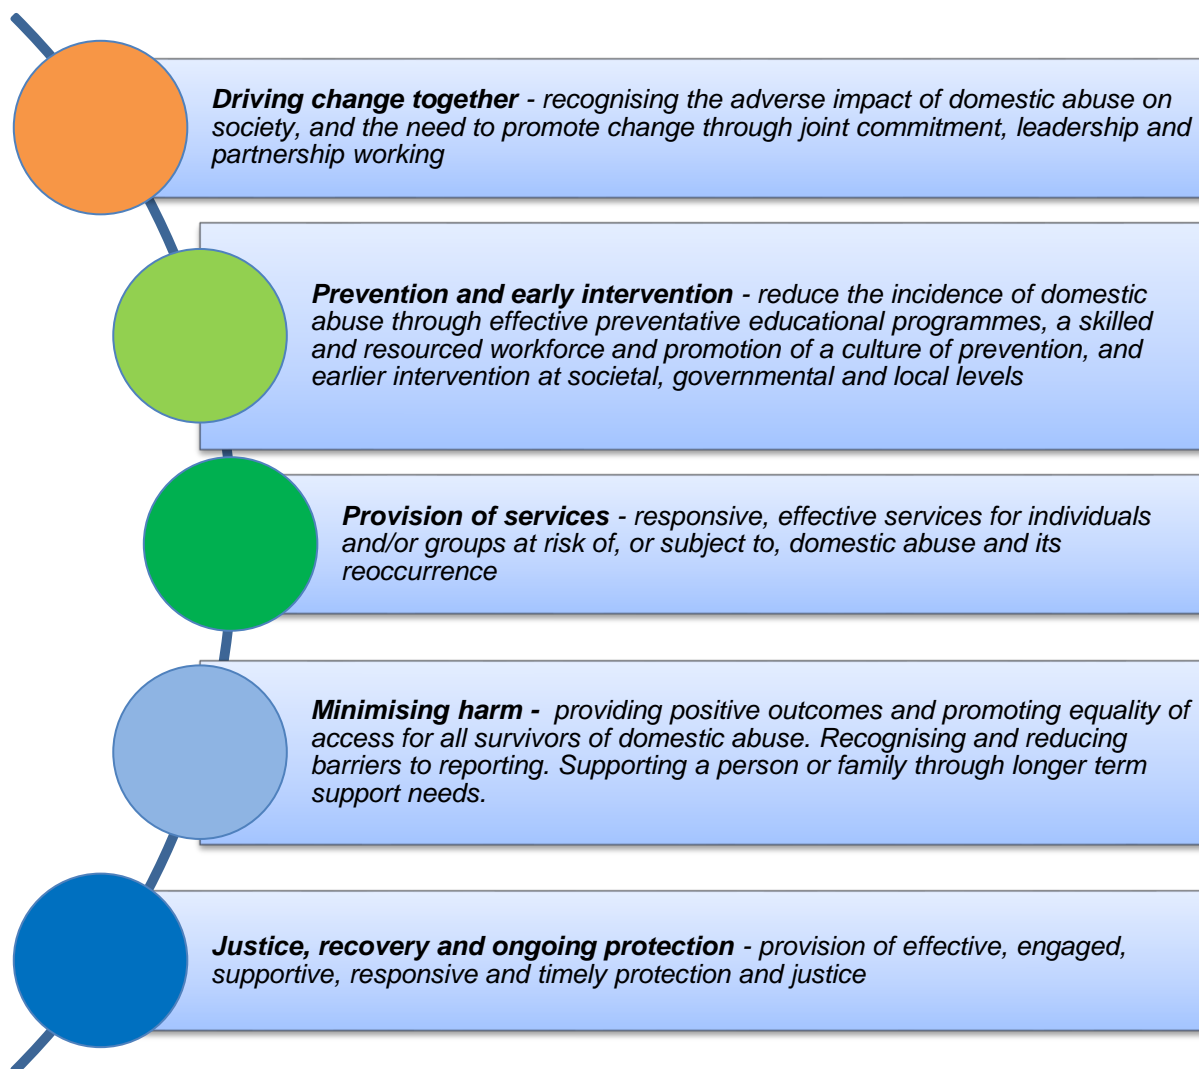 Driving change together - recognising the adverse impact of domestic abuse on
society, and the need to promote change through joint commitment, leadership and
partnership working
Prevention and early intervention - reduce the incidence of domestic
abuse through effective preventative educational programmes, a skilled
and resourced workforce and promotion of a culture of prevention, and
earlier intervention at societal, governmental and local levels
Provision of services - responsive, effective services for individuals
and/or groups at risk of, or subject to, domestic abuse and its
reoccurrence
Minimising harm - providing positive outcomes and promoting equality of
access for all survivors of domestic abuse. Recognising and reducing
barriers to reporting. Supporting a person or family through longer term
support needs.
Justice, recovery and ongoing protection - provision of effective, engaged,
supportive, responsive and timely protection and justice